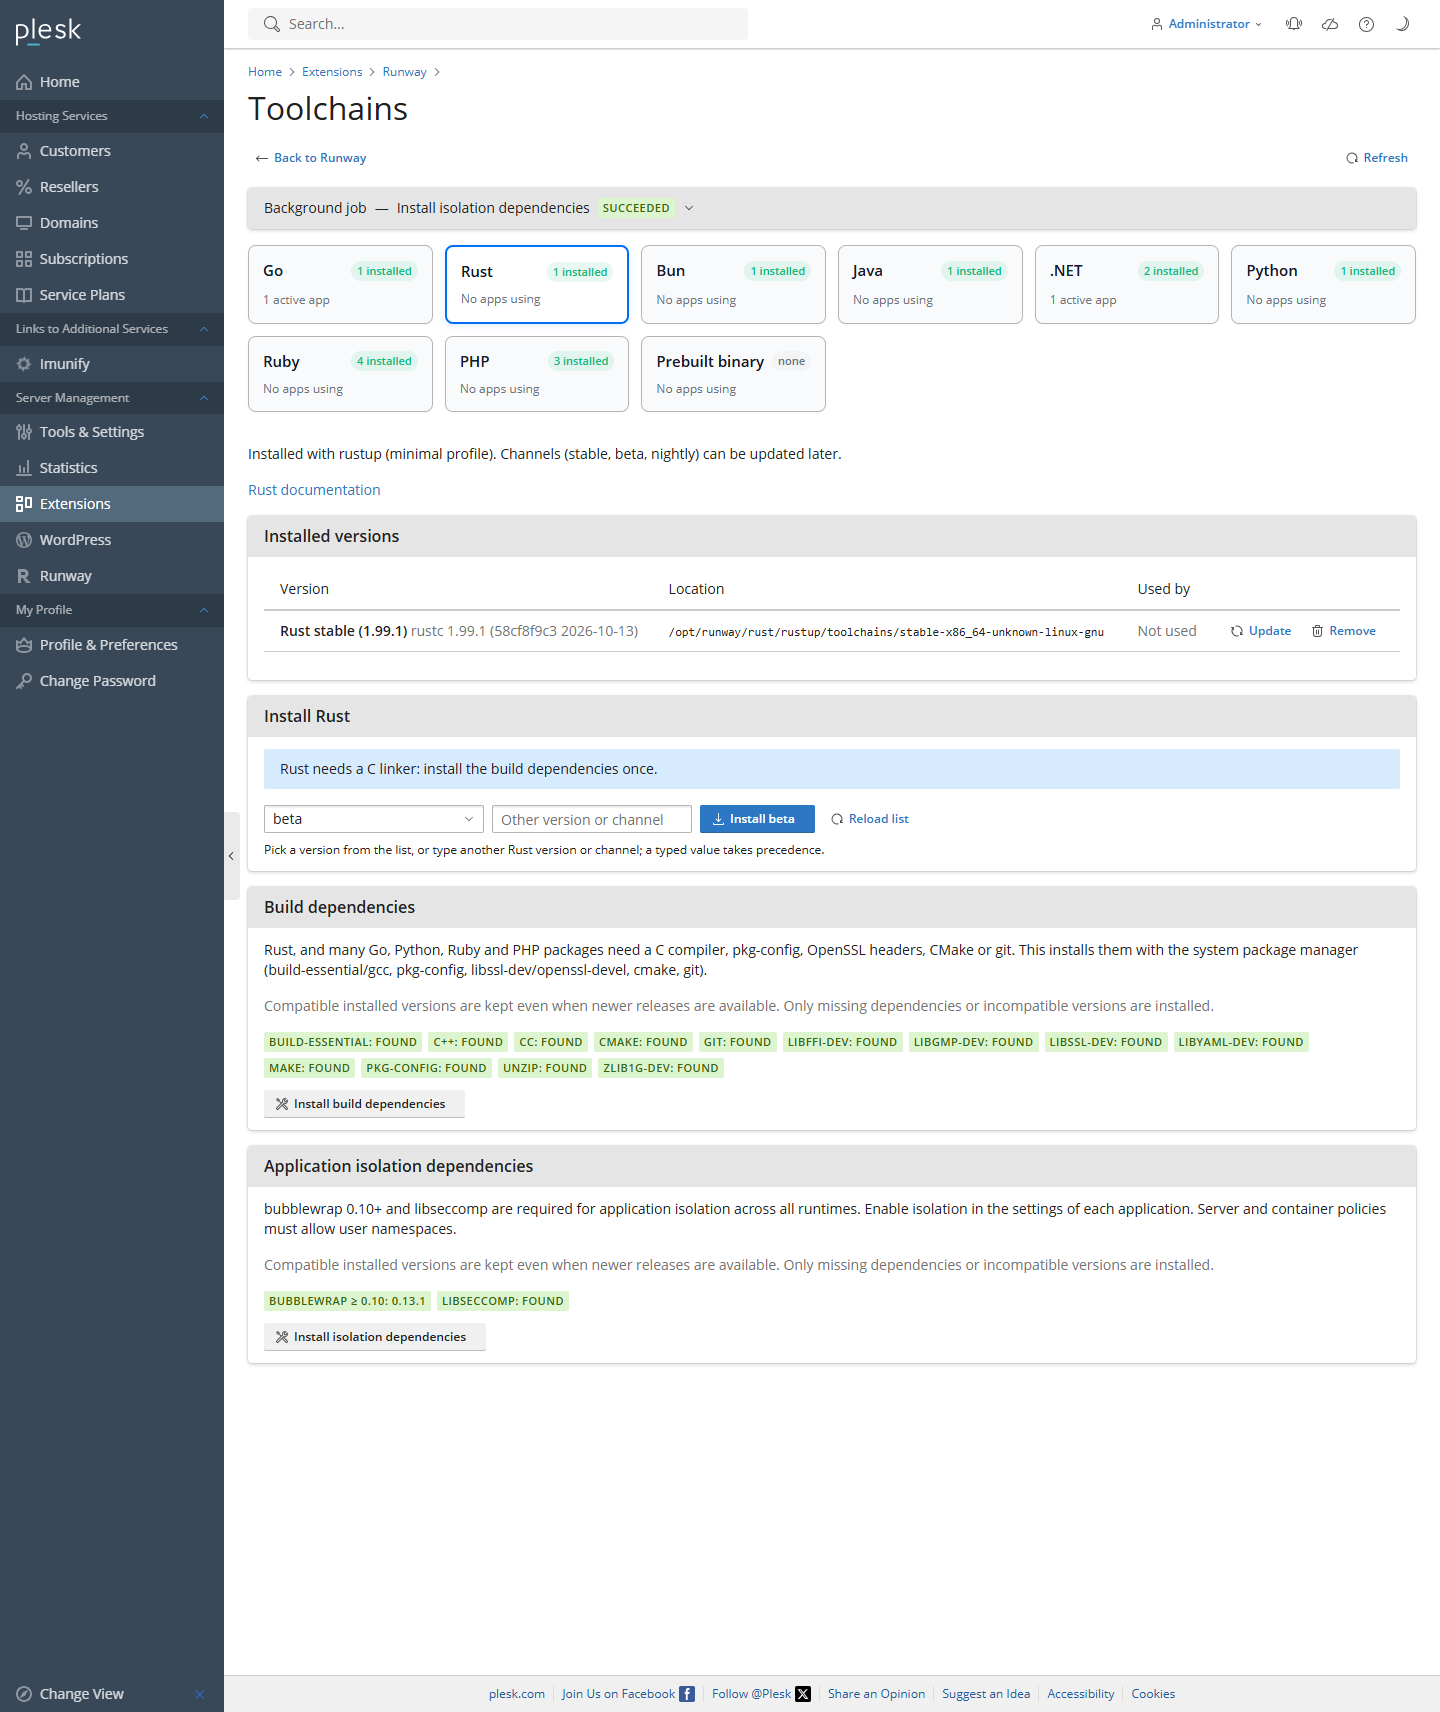 plesk
Search...
Administrator
Home
Hosting Services
Customers
Resellers
Domains
Subscriptions
Service Plans
Links to Additional Services
Imunify
Server Management
Tools & Settings
Statistics
Extensions
WordPress
Runway
My Profile
Profile & Preferences
Change Password
Change View
Home > Extensions > Runway >
Toolchains
← Back to Runway
Refresh
Background job — Install isolation dependencies SUCCEEDED
Go 1 installed
1 active app
Rust 1 installed
No apps using
Bun 1 installed
No apps using
Java 1 installed
No apps using
.NET 2 installed
1 active app
Python 1 installed
No apps using
Ruby 4 installed
No apps using
PHP 3 installed
No apps using
Prebuilt binary none
No apps using
Installed with rustup (minimal profile). Channels (stable, beta, nightly) can be updated later.
Rust documentation
Installed versions
Version Location Used by
Rust stable (1.99.1) rustc 1.99.1 (58cf8f9c3 2026-10-13) /opt/runway/rust/rustup/toolchains/stable-x86_64-unknown-linux-gnu Not used Update Remove
Install Rust
Rust needs a C linker: install the build dependencies once.
beta Other version or channel Install beta Reload list
Pick a version from the list, or type another Rust version or channel; a typed value takes precedence.
Build dependencies
Rust, and many Go, Python, Ruby and PHP packages need a C compiler, pkg-config, OpenSSL headers, CMake or git. This installs them with the system package manager
(build-essential/gcc, pkg-config, libssl-dev/openssl-devel, cmake, git).
Compatible installed versions are kept even when newer releases are available. Only missing dependencies or incompatible versions are installed.
BUILD-ESSENTIAL: FOUND C++: FOUND CC: FOUND CMAKE: FOUND GIT: FOUND LIBFFI-DEV: FOUND LIBGMP-DEV: FOUND LIBSSL-DEV: FOUND LIBYAML-DEV: FOUND
MAKE: FOUND PKG-CONFIG: FOUND UNZIP: FOUND ZLIB1G-DEV: FOUND
Install build dependencies
Application isolation dependencies
bubblewrap 0.10+ and libseccomp are required for application isolation across all runtimes. Enable isolation in the settings of each application. Server and container policies
must allow user namespaces.
Compatible installed versions are kept even when newer releases are available. Only missing dependencies or incompatible versions are installed.
BUBBLEWRAP ≥ 0.10: 0.13.1 LIBSECCOMP: FOUND
Install isolation dependencies
plesk.com Join Us on Facebook Follow @Plesk Share an Opinion Suggest an Idea Accessibility Cookies